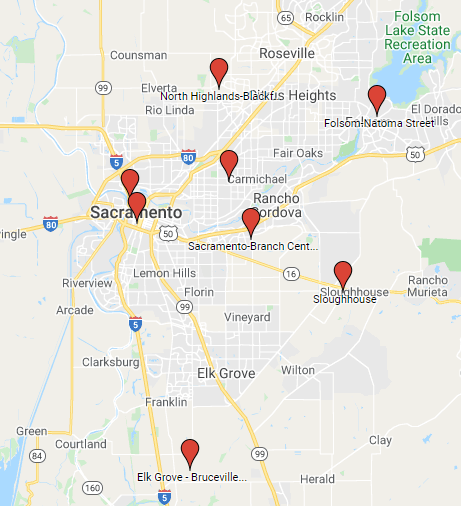 Rocklin
65
Folsom
Lake State
Recreation
Area
Counsman
Roseville
99
Elverta
North Highlands-Blackf...
rus Heights
Rio Linda
El Dorado
Hills
Folsom-Natoma Street
5
80
Fair Oaks
50
Carmichael
Rancho
Cordova
Sacramento
80
50
Sacramento-Branch Cent...
Lemon Hills
16
Riverview
Florin
Sloughhouse
Sloughhouse
Rancho
Murieta
99
Arcade
5
Vineyard
Clarksburg
Elk Grove
Wilton
Franklin
Green
Courtland
Clay
84
99
Elk Grove - Bruceville...
Herald
160
5